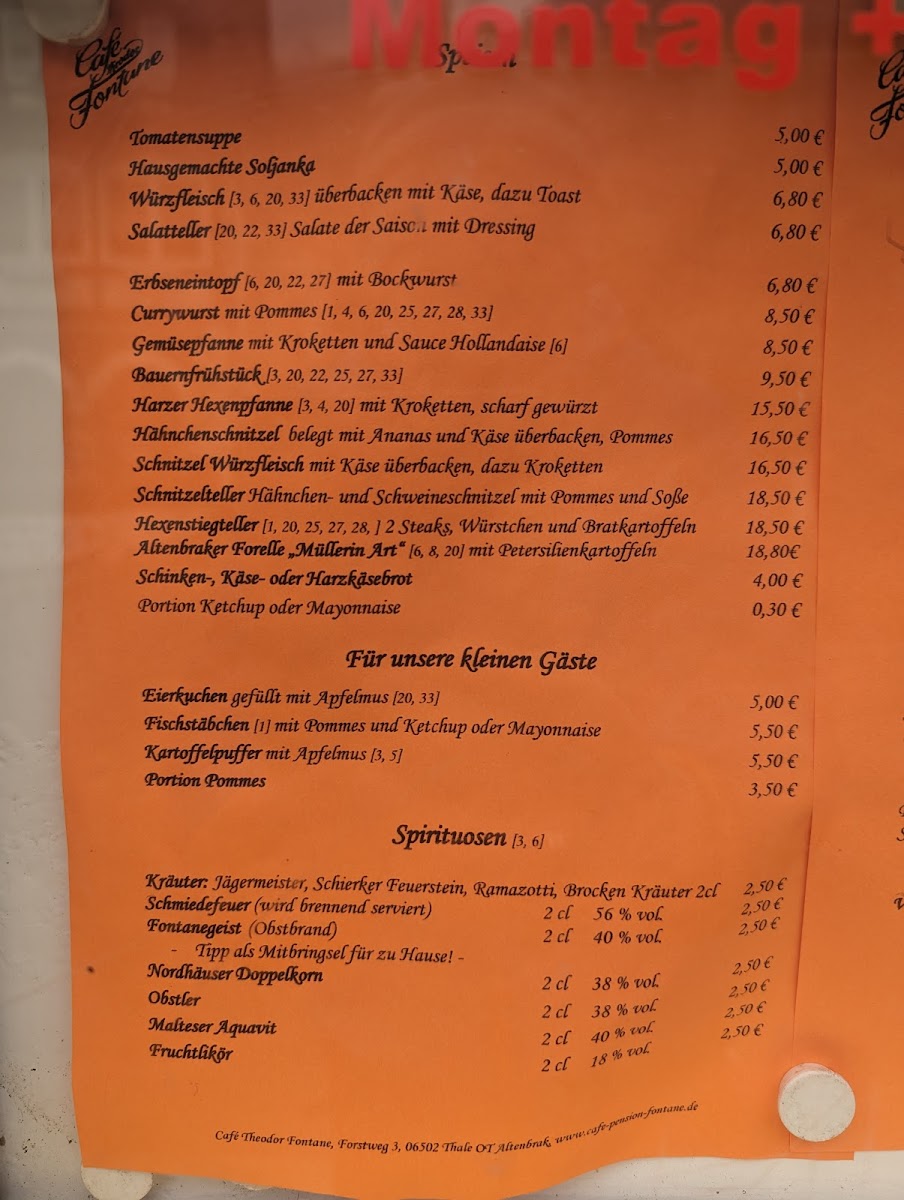 Montag +
Café
Theodor
Fontane
Speisen
Tomatensuppe 5,00 €
Hausgemachte Soljanka 5,00 €
Würzfleisch [3, 6, 20, 33] überbacken mit Käse, dazu Toast 6,80 €
Salatteller [20, 22, 33] Salate der Saison mit Dressing 6,80 €
Erbseneintopf [6, 20, 22, 27] mit Bockwurst 6,80 €
Currywurst mit Pommes [1, 4, 6, 20, 25, 27, 28, 33] 8,50 €
Gemüsepfanne mit Kroketten und Sauce Hollandaise [6] 8,50 €
Bauernfrühstück [3, 20, 22, 25, 27, 33] 9,50 €
Harzer Hexenpfanne [3, 4, 20] mit Kroketten, scharf gewürzt 15,50 €
Hähnchenschnitzel belegt mit Ananas und Käse überbacken, Pommes 16,50 €
Schnitzel Würzfleisch mit Käse überbacken, dazu Kroketten 16,50 €
Schnitzelteller Hähnchen- und Schweineschnitzel mit Pommes und Soße 18,50 €
Hexenstiegteller [1, 20, 25, 27, 28, ] 2 Steaks, Würstchen und Bratkartoffeln 18,50 €
Altenbraker Forelle „Müllerin Art“ [6, 8, 20] mit Petersilienkartoffeln 18,80€
Schinken-, Käse- oder Harzkäsebrot 4,00 €
Portion Ketchup oder Mayonnaise 0,30 €
Für unsere kleinen Gäste
Eierkuchen gefüllt mit Apfelmus [20, 33] 5,00 €
Fischstäbchen [1] mit Pommes und Ketchup oder Mayonnaise 5,50 €
Kartoffelpuffer mit Apfelmus [3, 5] 5,50 €
Portion Pommes 3,50 €
Spirituosen [3, 6]
Kräuter: Jägermeister, Schierker Feuerstein, Ramazotti, Brocken Kräuter 2cl 2,50 €
Schmiedefeuer (wird brennend serviert) 2 cl 56 % vol. 2,50 €
Fontanegeist (Obstbrand) 2 cl 40 % vol. 2,50 €
- Tipp als Mitbringsel für zu Hause! -
Nordhäuser Doppelkorn 2 cl 38 % vol. 2,50 €
Obstler 2 cl 38 % vol. 2,50 €
Malteser Aquavit 2 cl 40 % vol. 2,50 €
Fruchtlikör 2 cl 18 % vol. 2,50 €
Café Theodor Fontane, Forstweg 3, 06502 Thale OT Altenbrak, www.cafe-pension-fontane.de